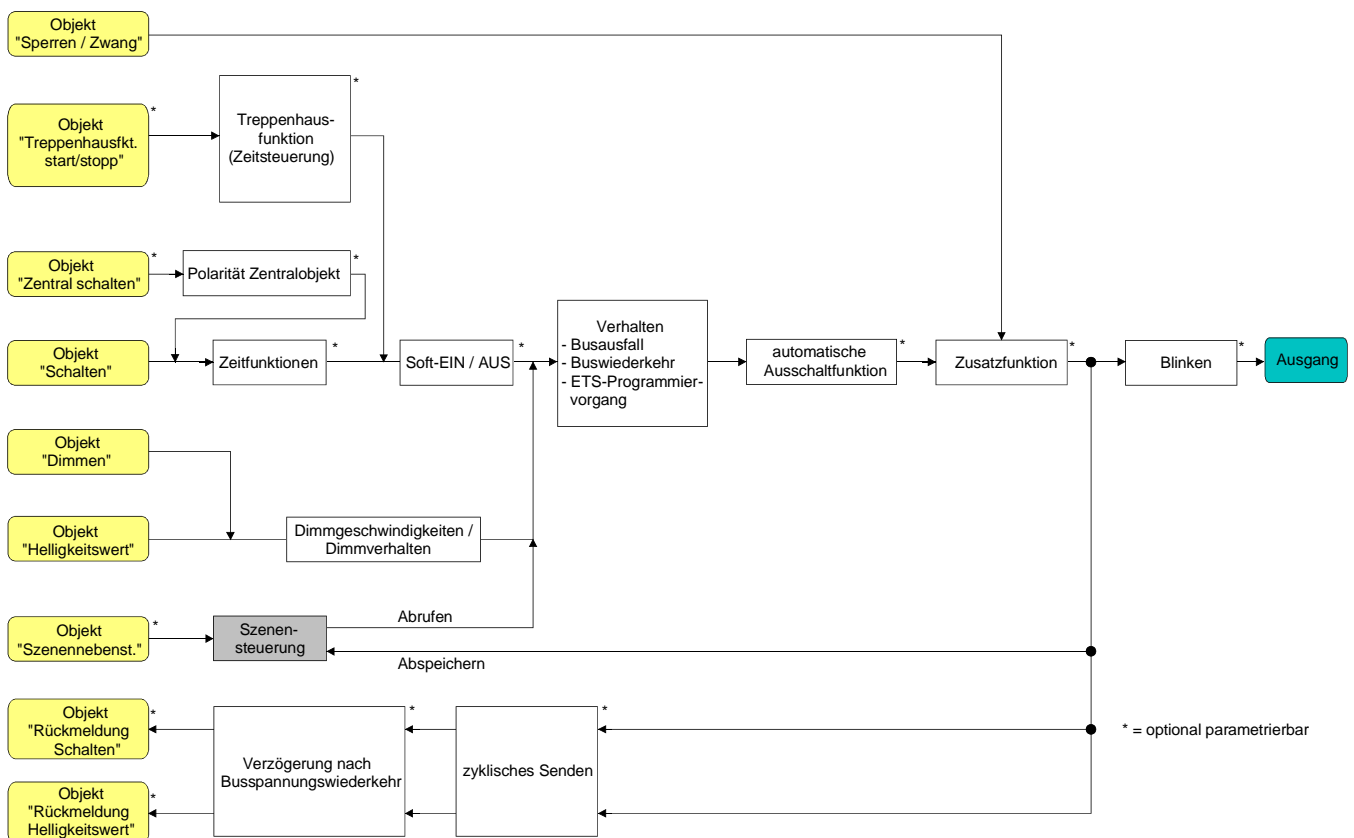 Objekt
"Sperren / Zwang"
*
Objekt
"Treppenhausfkt.
start/stopp"
*
Treppenhaus-
funktion
(Zeitsteuerung)
*
Objekt
"Zentral schalten"
*
Polarität Zentralobjekt
*
Objekt
"Schalten"
Zeitfunktionen
*
Soft-EIN / AUS
*
Verhalten
- Busausfall
- Buswiederkehr
- ETS-Programmier-
vorgang
automatische
Ausschaltfunktion
*
Zusatzfunktion
*
Blinken
*
Ausgang
Objekt
"Dimmen"
Objekt
"Helligkeitswert"
Dimmgeschwindigkeiten /
Dimmverhalten
Objekt
"Szenennebenst."
*
Szenen-
steuerung
Abrufen
Abspeichern
Objekt
"Rückmeldung
Schalten"
*
Verzögerung nach
Busspannungswiederkehr
*
zyklisches Senden
*
* = optional parametrierbar
Objekt
"Rückmeldung
Helligkeitswert"
*